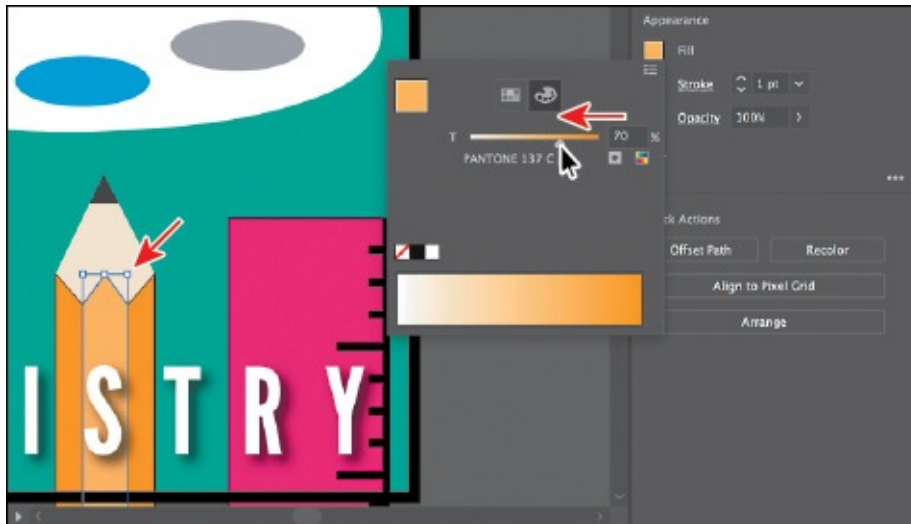 Appearance
Fill
Stroke 1 pt
Opacity 100%
T 70 %
PANTONE 137 C
ck Actions
Offset Path Recolor
Align to Pixel Grid
Arrange
ISTRY